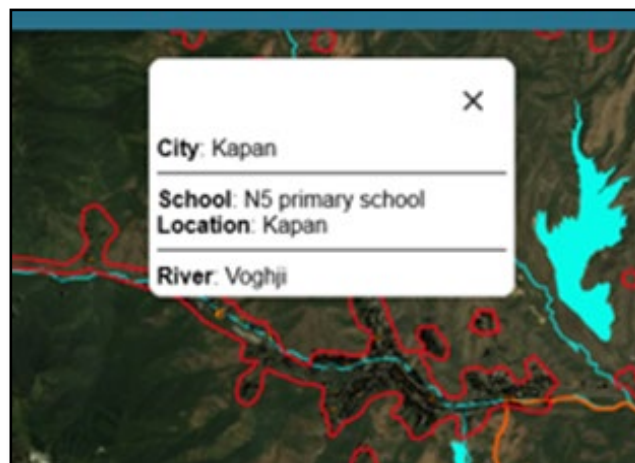 City: Kapan
School: N5 primary school
Location: Kapan
River: Voghji